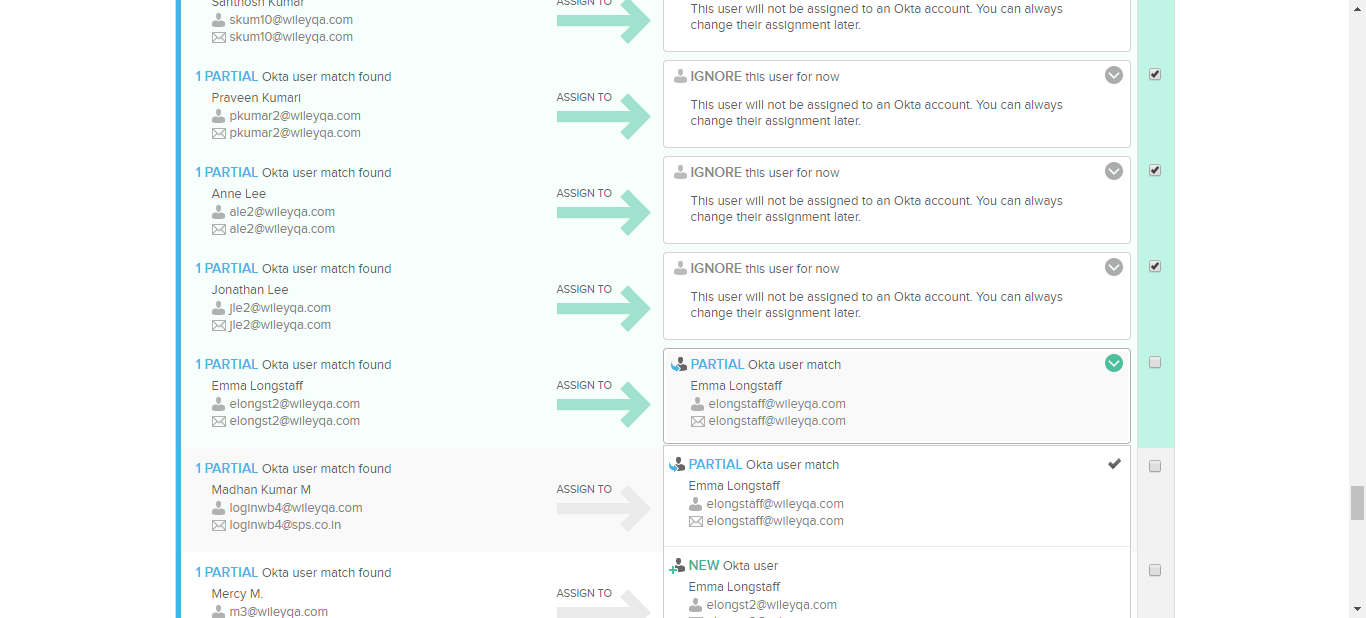 Santhosh Kumar
skum10@wileyqa.com
skum10@wileyqa.com
ASSIGN TO
This user will not be assigned to an Okta account. You can always
change their assignment later.
1 PARTIAL Okta user match found
Praveen Kumari
pkumar2@wileyqa.com
pkumar2@wileyqa.com
ASSIGN TO
IGNORE this user for now
This user will not be assigned to an Okta account. You can always
change their assignment later.
1 PARTIAL Okta user match found
Anne Lee
ale2@wileyqa.com
ale2@wileyqa.com
ASSIGN TO
IGNORE this user for now
This user will not be assigned to an Okta account. You can always
change their assignment later.
1 PARTIAL Okta user match found
Jonathan Lee
jle2@wileyqa.com
jle2@wileyqa.com
ASSIGN TO
IGNORE this user for now
This user will not be assigned to an Okta account. You can always
change their assignment later.
1 PARTIAL Okta user match found
Emma Longstaff
elongst2@wileyqa.com
elongst2@wileyqa.com
ASSIGN TO
PARTIAL Okta user match
Emma Longstaff
elongstaff@wileyqa.com
elongstaff@wileyqa.com
1 PARTIAL Okta user match found
Madhan Kumar M
loginwb4@wileyqa.com
loginwb4@sps.co.in
ASSIGN TO
PARTIAL Okta user match
Emma Longstaff
elongstaff@wileyqa.com
elongstaff@wileyqa.com
1 PARTIAL Okta user match found
Mercy M.
m3@wileyqa.com
ASSIGN TO
NEW Okta user
Emma Longstaff
elongst2@wileyqa.com